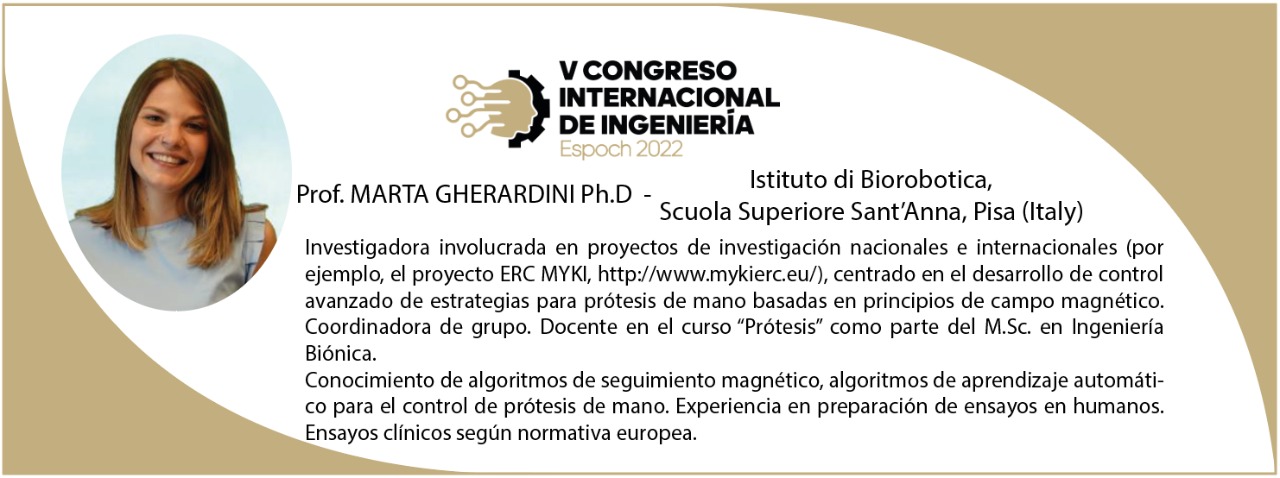 V CONGRESO
INTERNACIONAL
DE INGENIERÍA
Espoch 2022
Prof. MARTA GHERARDINI Ph.D -
Istituto di Biorobotica,
Scuola Superiore Sant’Anna, Pisa (Italy)
Investigadora involucrada en proyectos de investigación nacionales e internacionales (por
ejemplo, el proyecto ERC MYKI, http://www.mykierc.eu/), centrado en el desarrollo de control
avanzado de estrategias para prótesis de mano basadas en principios de campo magnético.
Coordinadora de grupo. Docente en el curso “Prótesis” como parte del M.Sc. en Ingeniería
Biónica.
Conocimiento de algoritmos de seguimiento magnético, algoritmos de aprendizaje automáti-
co para el control de prótesis de mano. Experiencia en preparación de ensayos en humanos.
Ensayos clínicos según normativa europea.